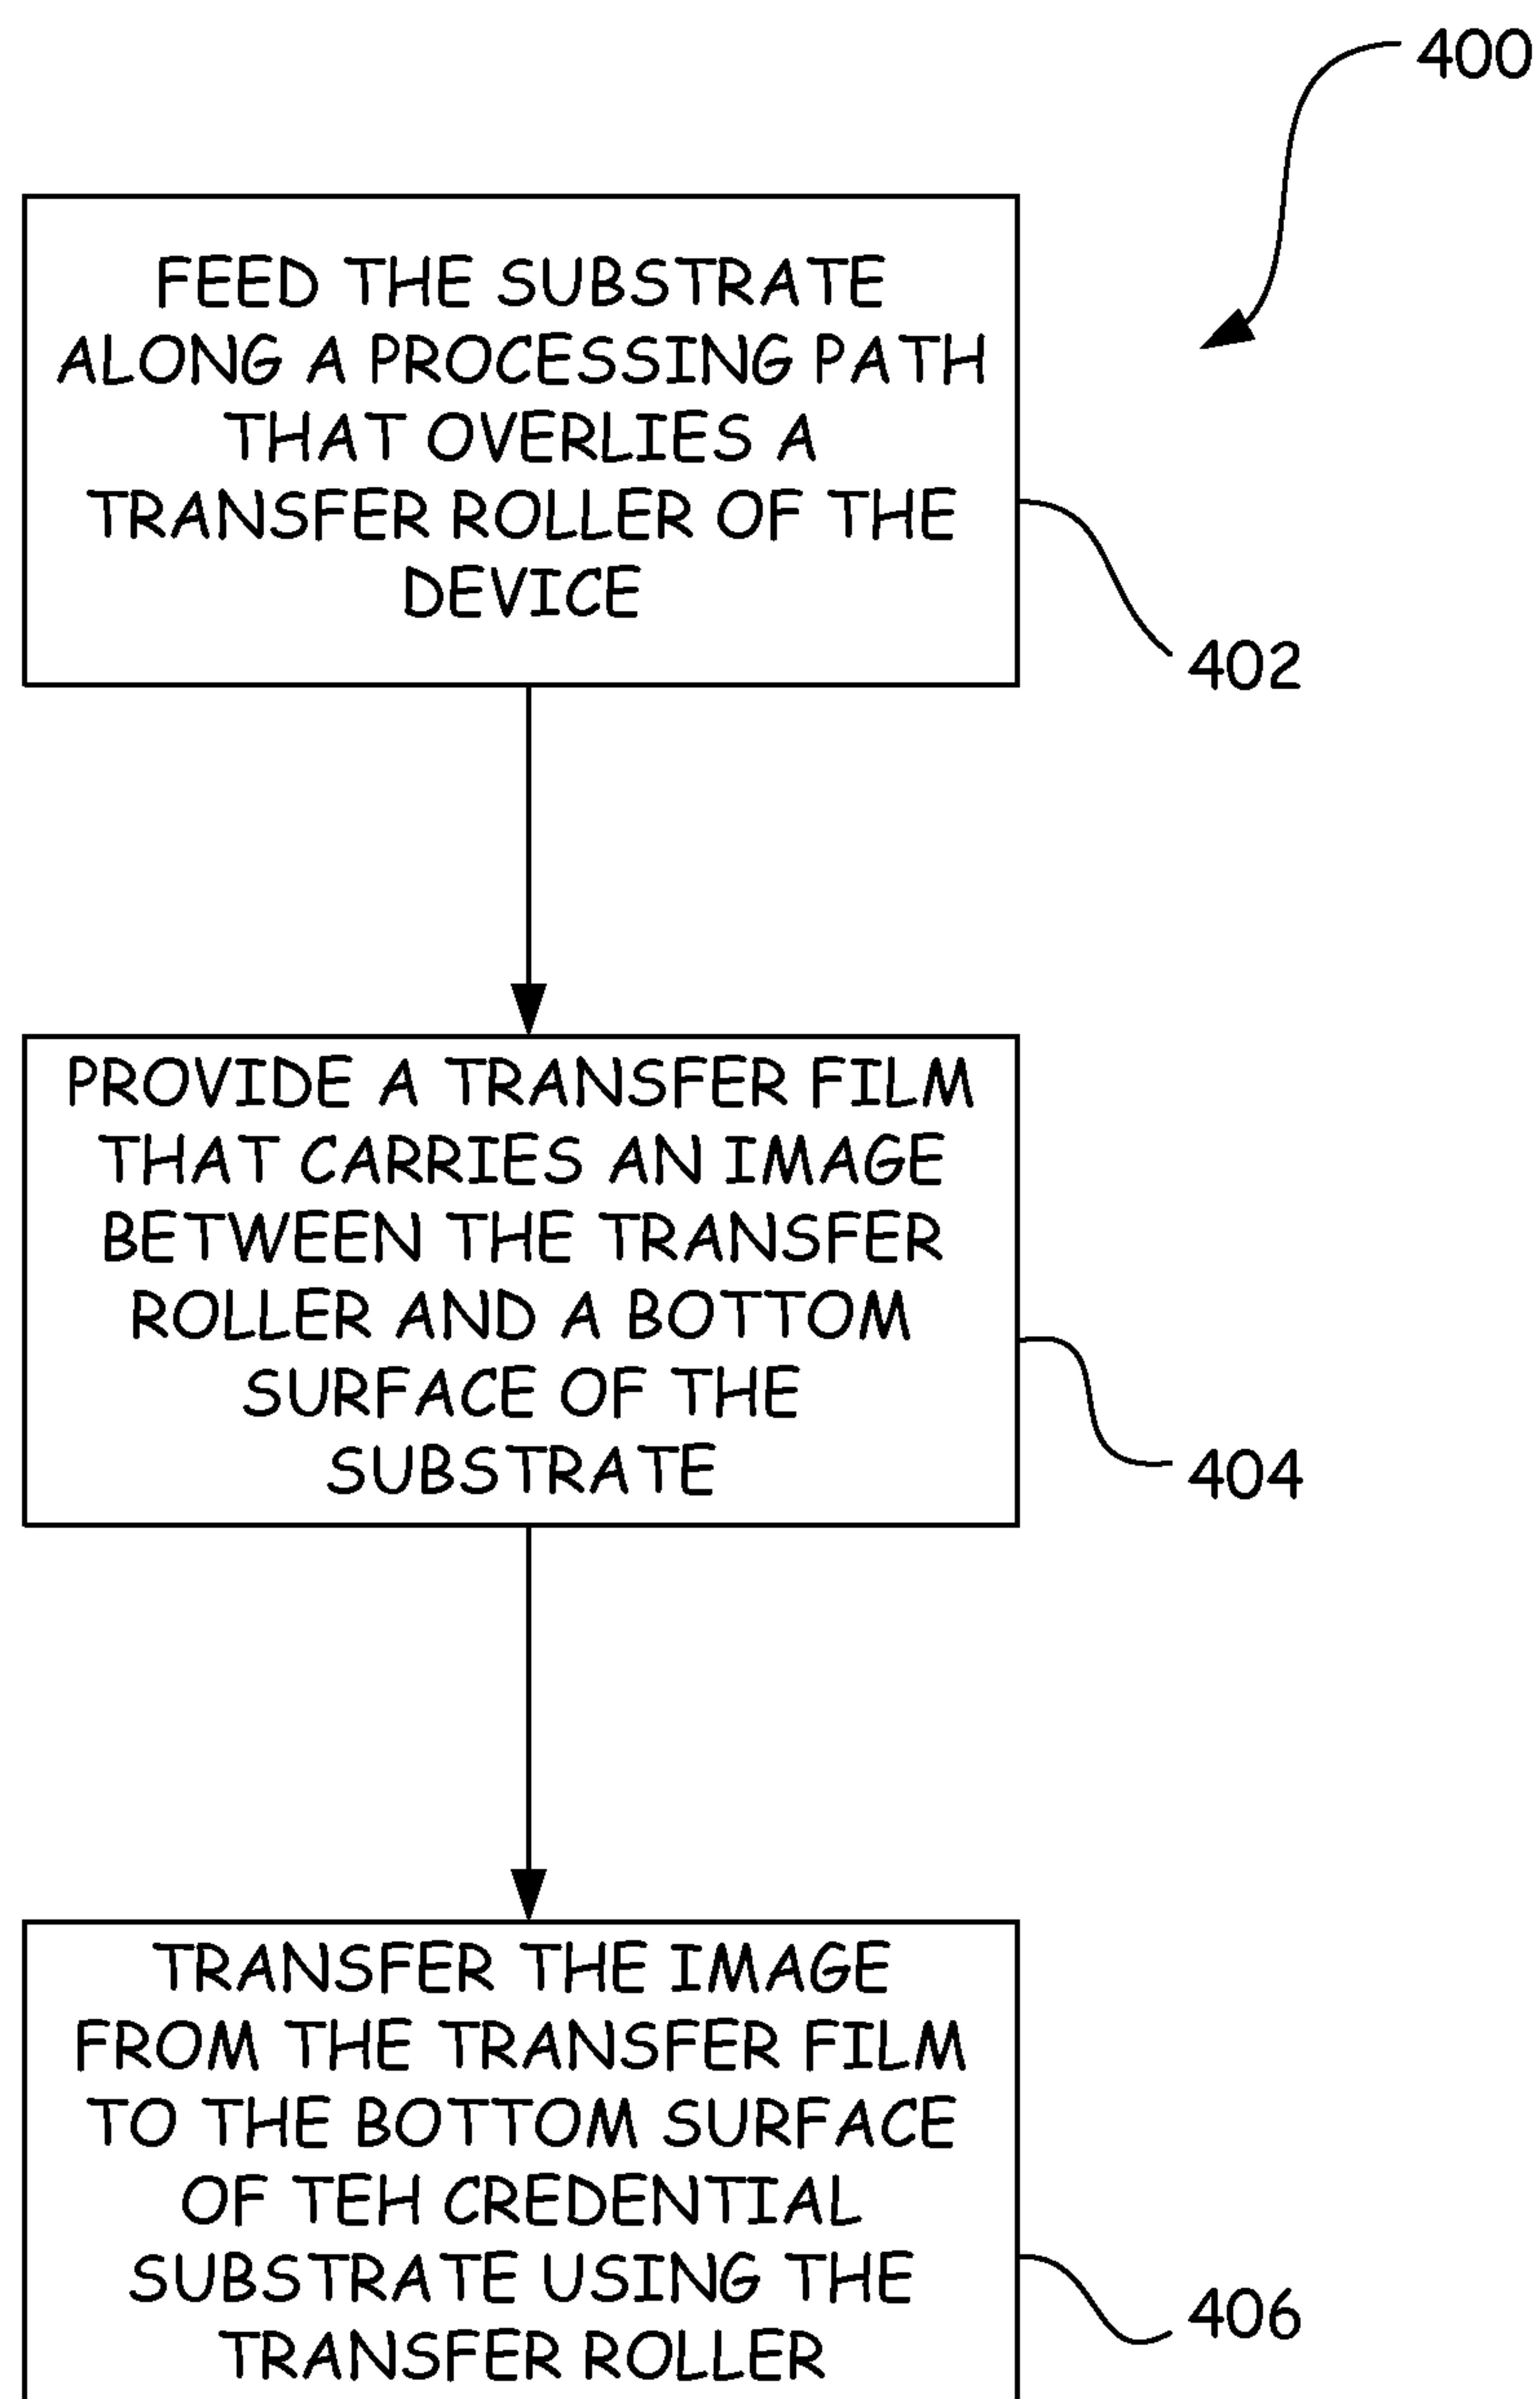 400
FEED THE SUBSTRATE
ALONG A PROCESSING PATH
THAT OVERLIES A
TRANSFER ROLLER OF THE
DEVICE
402
PROVIDE A TRANSFER FILM
THAT CARRIES AN IMAGE
BETWEEN THE TRANSFER
ROLLER AND A BOTTOM
SURFACE OF THE
SUBSTRATE
404
TRANSFER THE IMAGE
FROM THE TRANSFER FILM
TO THE BOTTOM SURFACE
OF TEH CREDENTIAL
SUBSTRATE USING THE
TRANSFER ROLLER
406